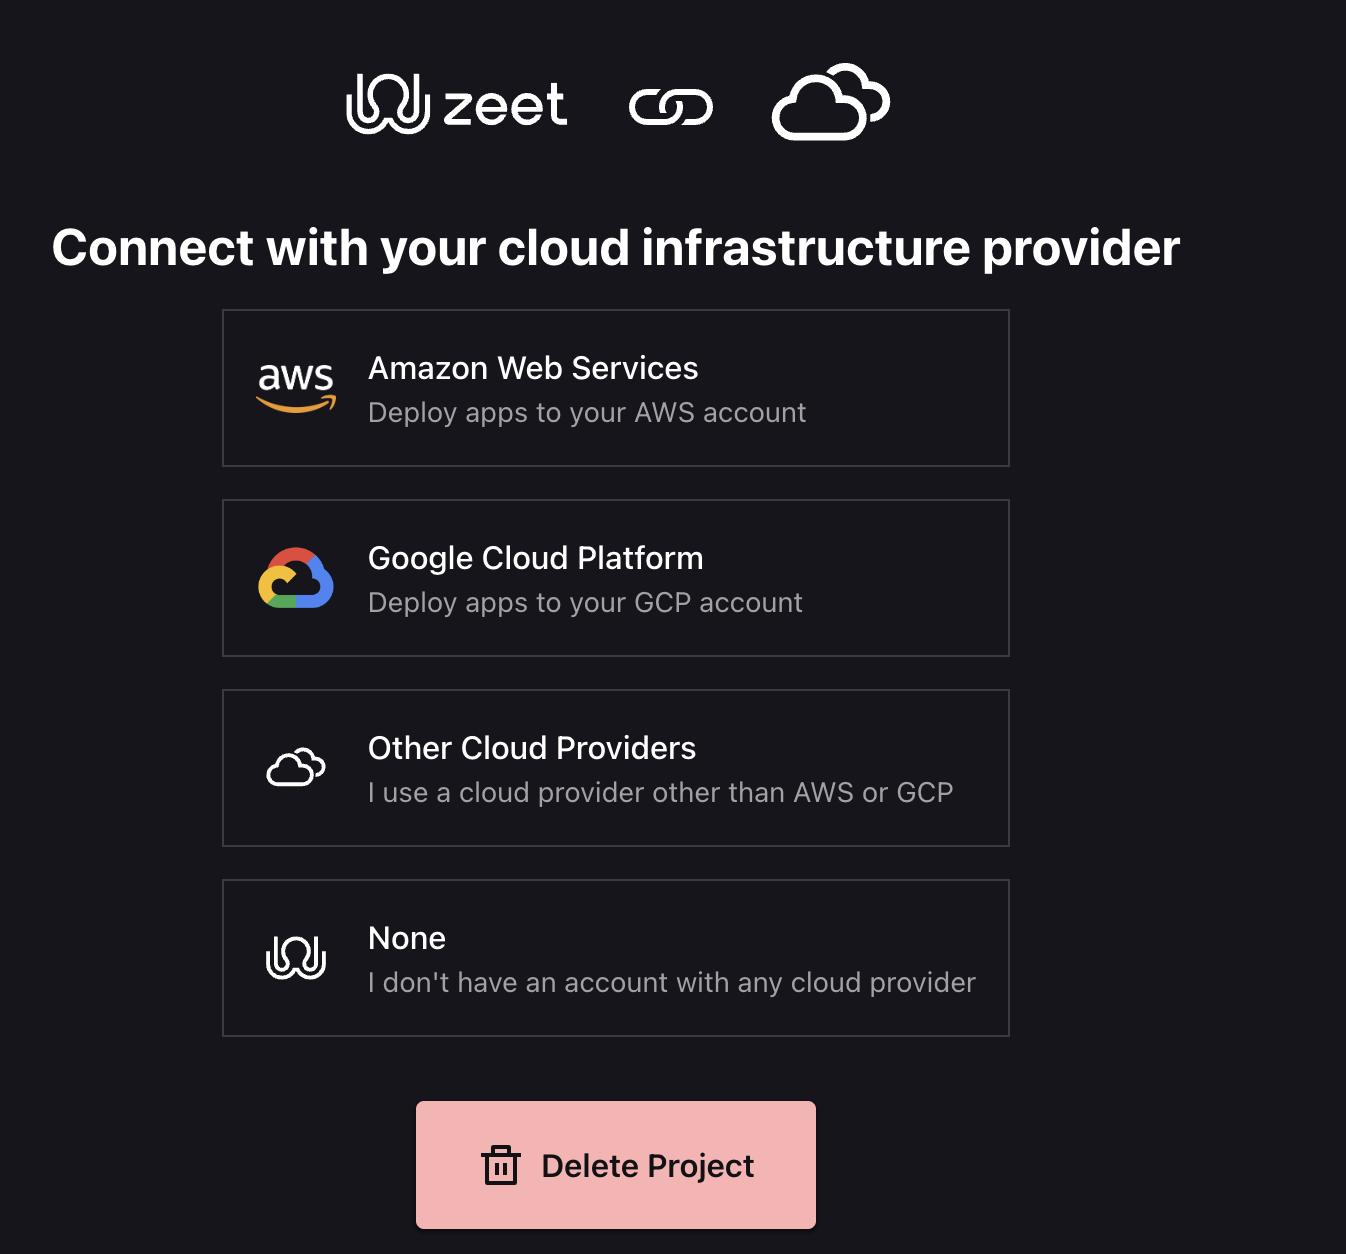 zeet
Connect with your cloud infrastructure provider
aws
Amazon Web Services
Deploy apps to your AWS account
Google Cloud Platform
Deploy apps to your GCP account
Other Cloud Providers
I use a cloud provider other than AWS or GCP
None
I don't have an account with any cloud provider
Delete Project